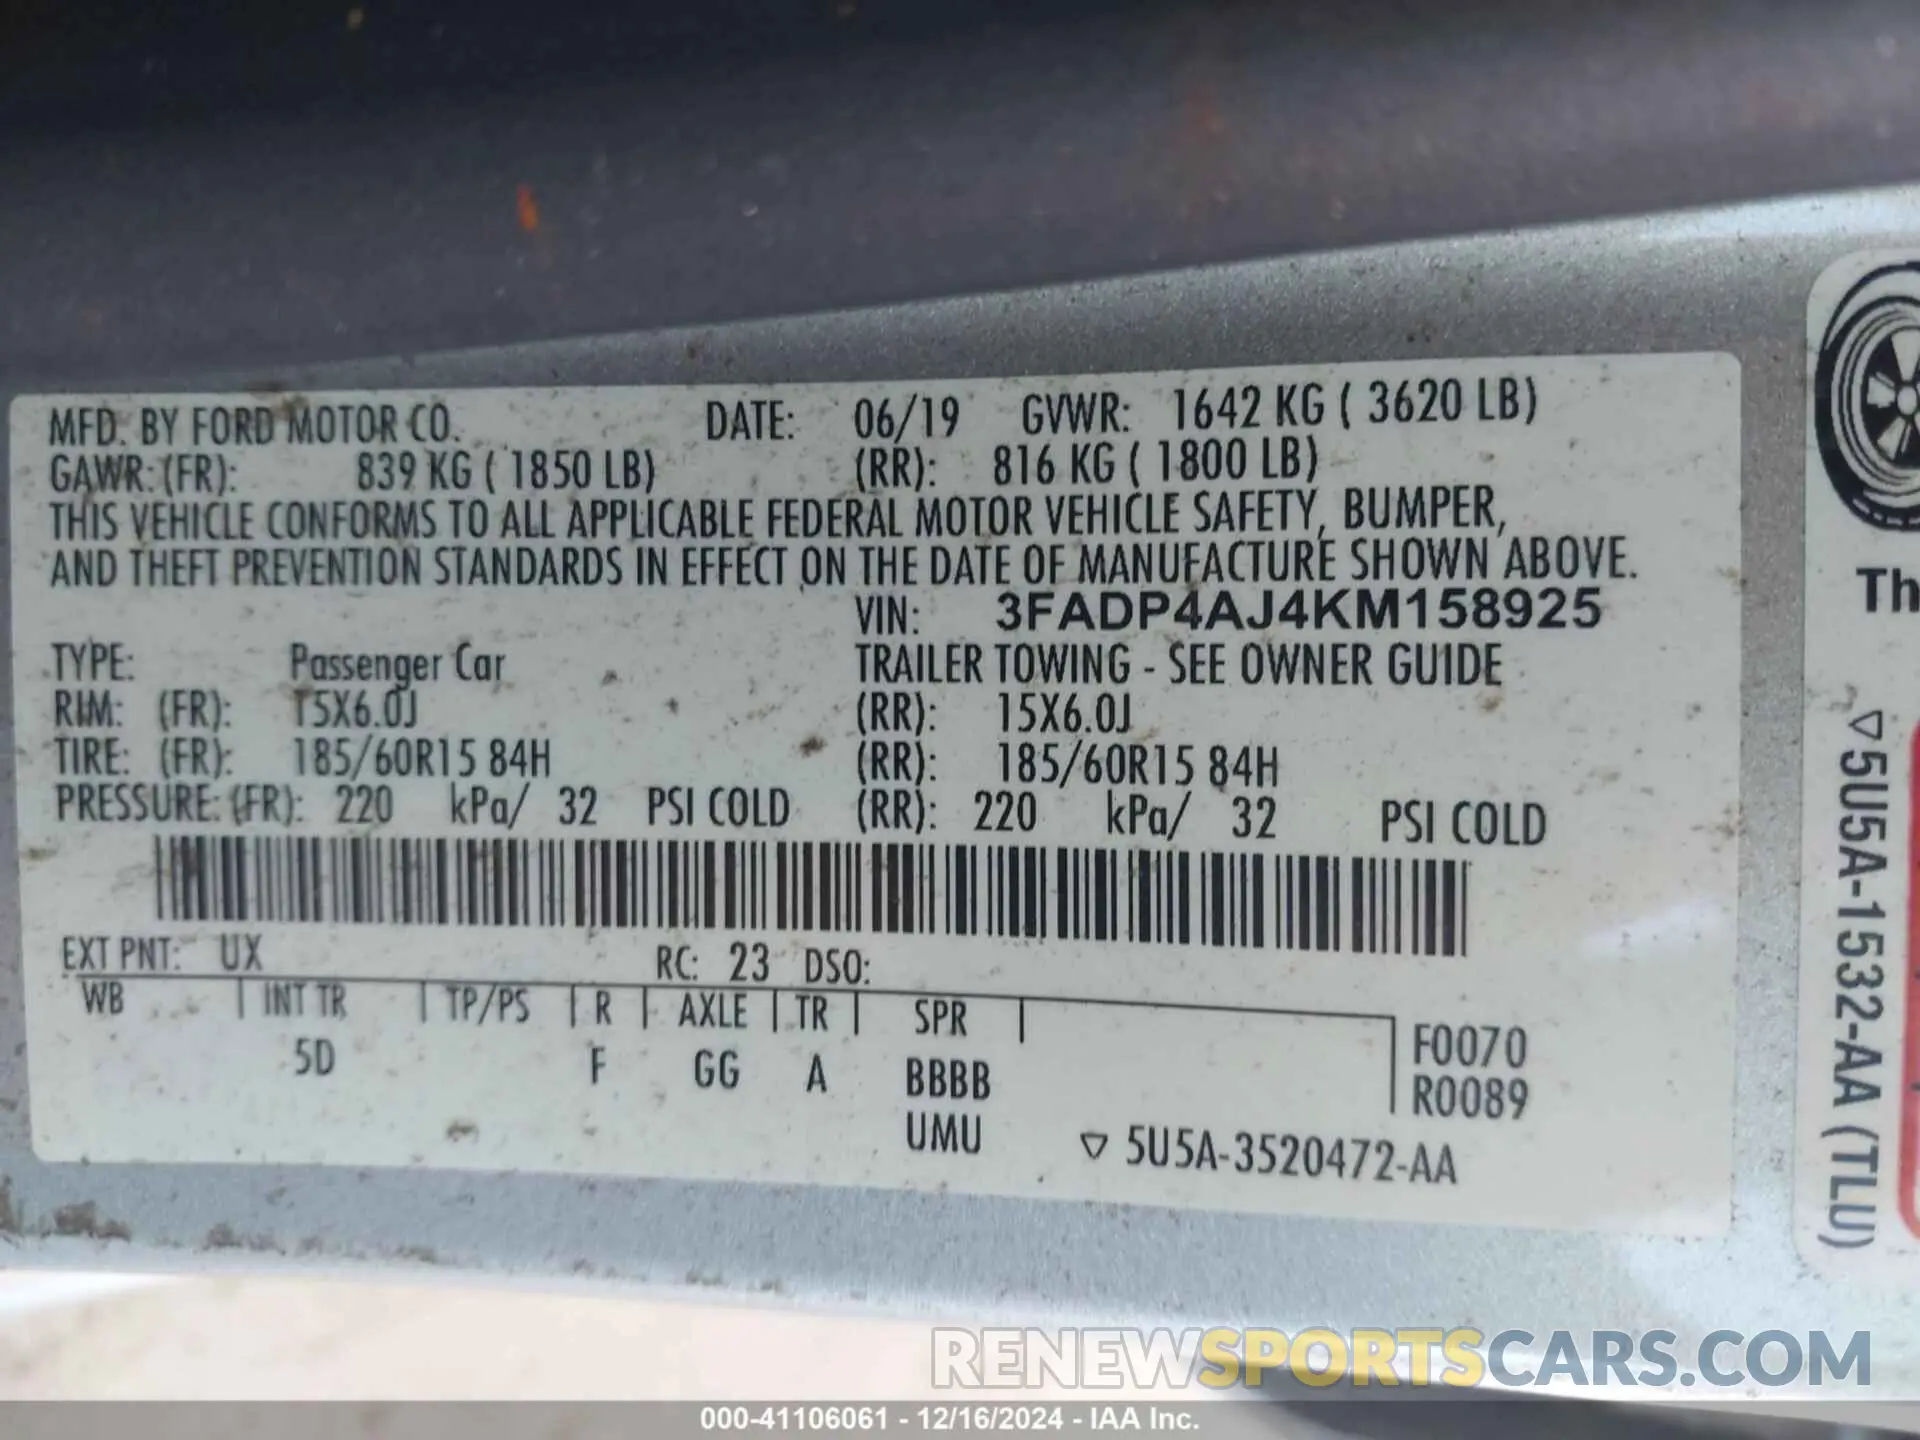 MFD. BY FORD MOTOR CO. DATE: 06/19 GVWR: 1642 KG ( 3620 LB)
GAWR: (FR): 839 KG ( 1850 LB) (RR): 816 KG ( 1800 LB)
THIS VEHICLE CONFORMS TO ALL APPLICABLE FEDERAL MOTOR VEHICLE SAFETY, BUMPER,
AND THEFT PREVENTION STANDARDS IN EFFECT ON THE DATE OF MANUFACTURE SHOWN ABOVE.
VIN: 3FADP4AJ4KM158925
TYPE: Passenger Car TRAILER TOWING - SEE OWNER GUIDE
RIM: (FR): 15X6.0J (RR): 15X6.0J
TIRE: (FR): 185/60R15 84H (RR): 185/60R15 84H
PRESSURE: (FR): 220 kPa/ 32 PSI COLD (RR): 220 kPa/ 32 PSI COLD
EXT PNT: UX RC: 23 DSO:
WB | INT TR | TP/PS | R | AXLE | TR | SPR |
5D F GG A BBBB
UMU
F0070
R0089
▽ 5U5A-3520472-AA
Th
▽5U5A-1532-AA (TLU)
RENEWSPORTSCARS.COM
000-41106061 - 12/16/2024 - IAA Inc.